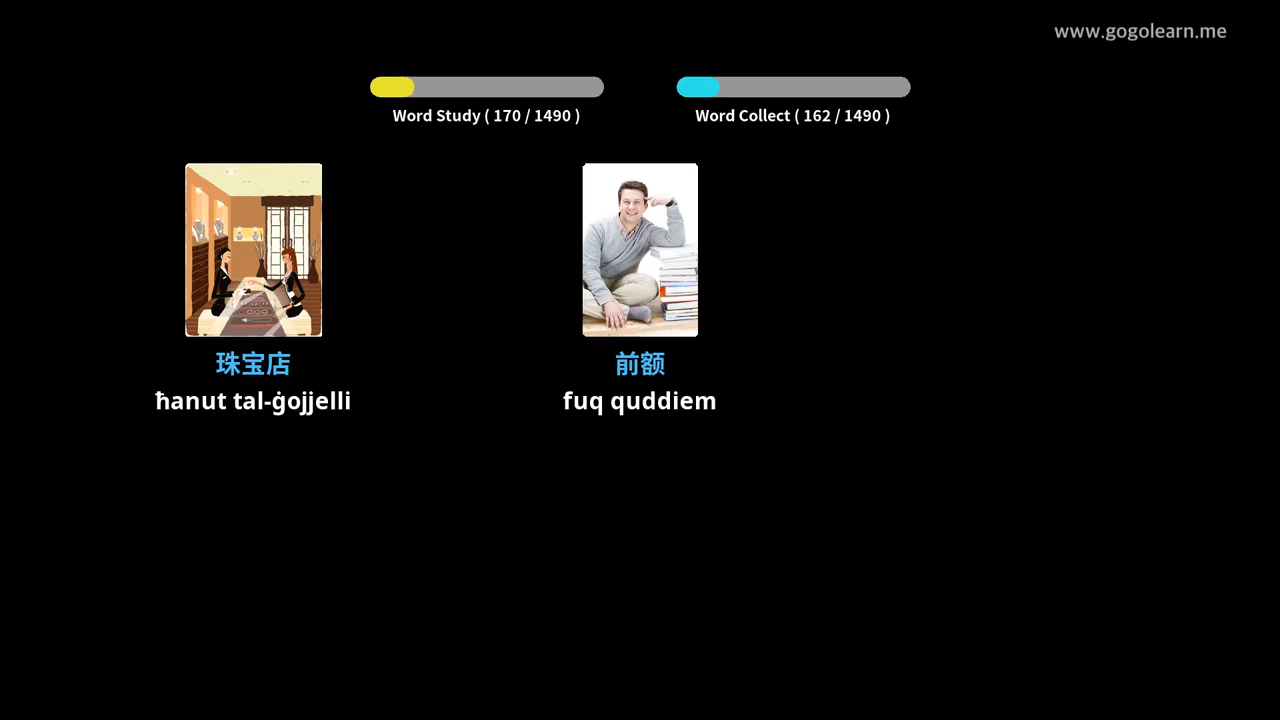 www.gogolearn.me
Word Study ( 170 / 1490 )
Word Collect ( 162 / 1490 )
珠宝店
ħanut tal-ġojjelli
前额
fuq quddiem